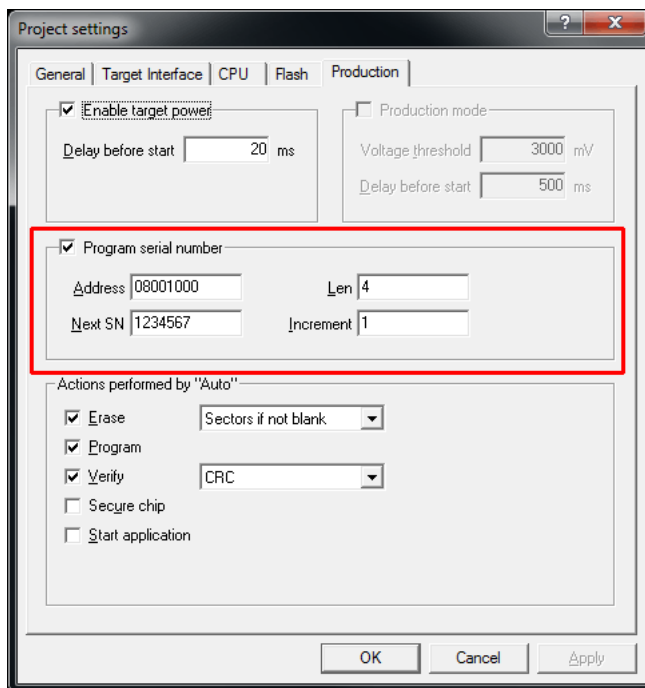 Project settings
General Target Interface CPU Flash Production
Enable target power
Delay before start 20 ms
Production mode
Voltage threshold 3000 mV
Delay before start 500 ms
Program serial number
Address 08001000 Len 4
Next SN 1234567 Increment 1
Actions performed by "Auto"
Erase Sectors if not blank
Program
Verify CRC
Secure chip
Start application
OK Cancel Apply